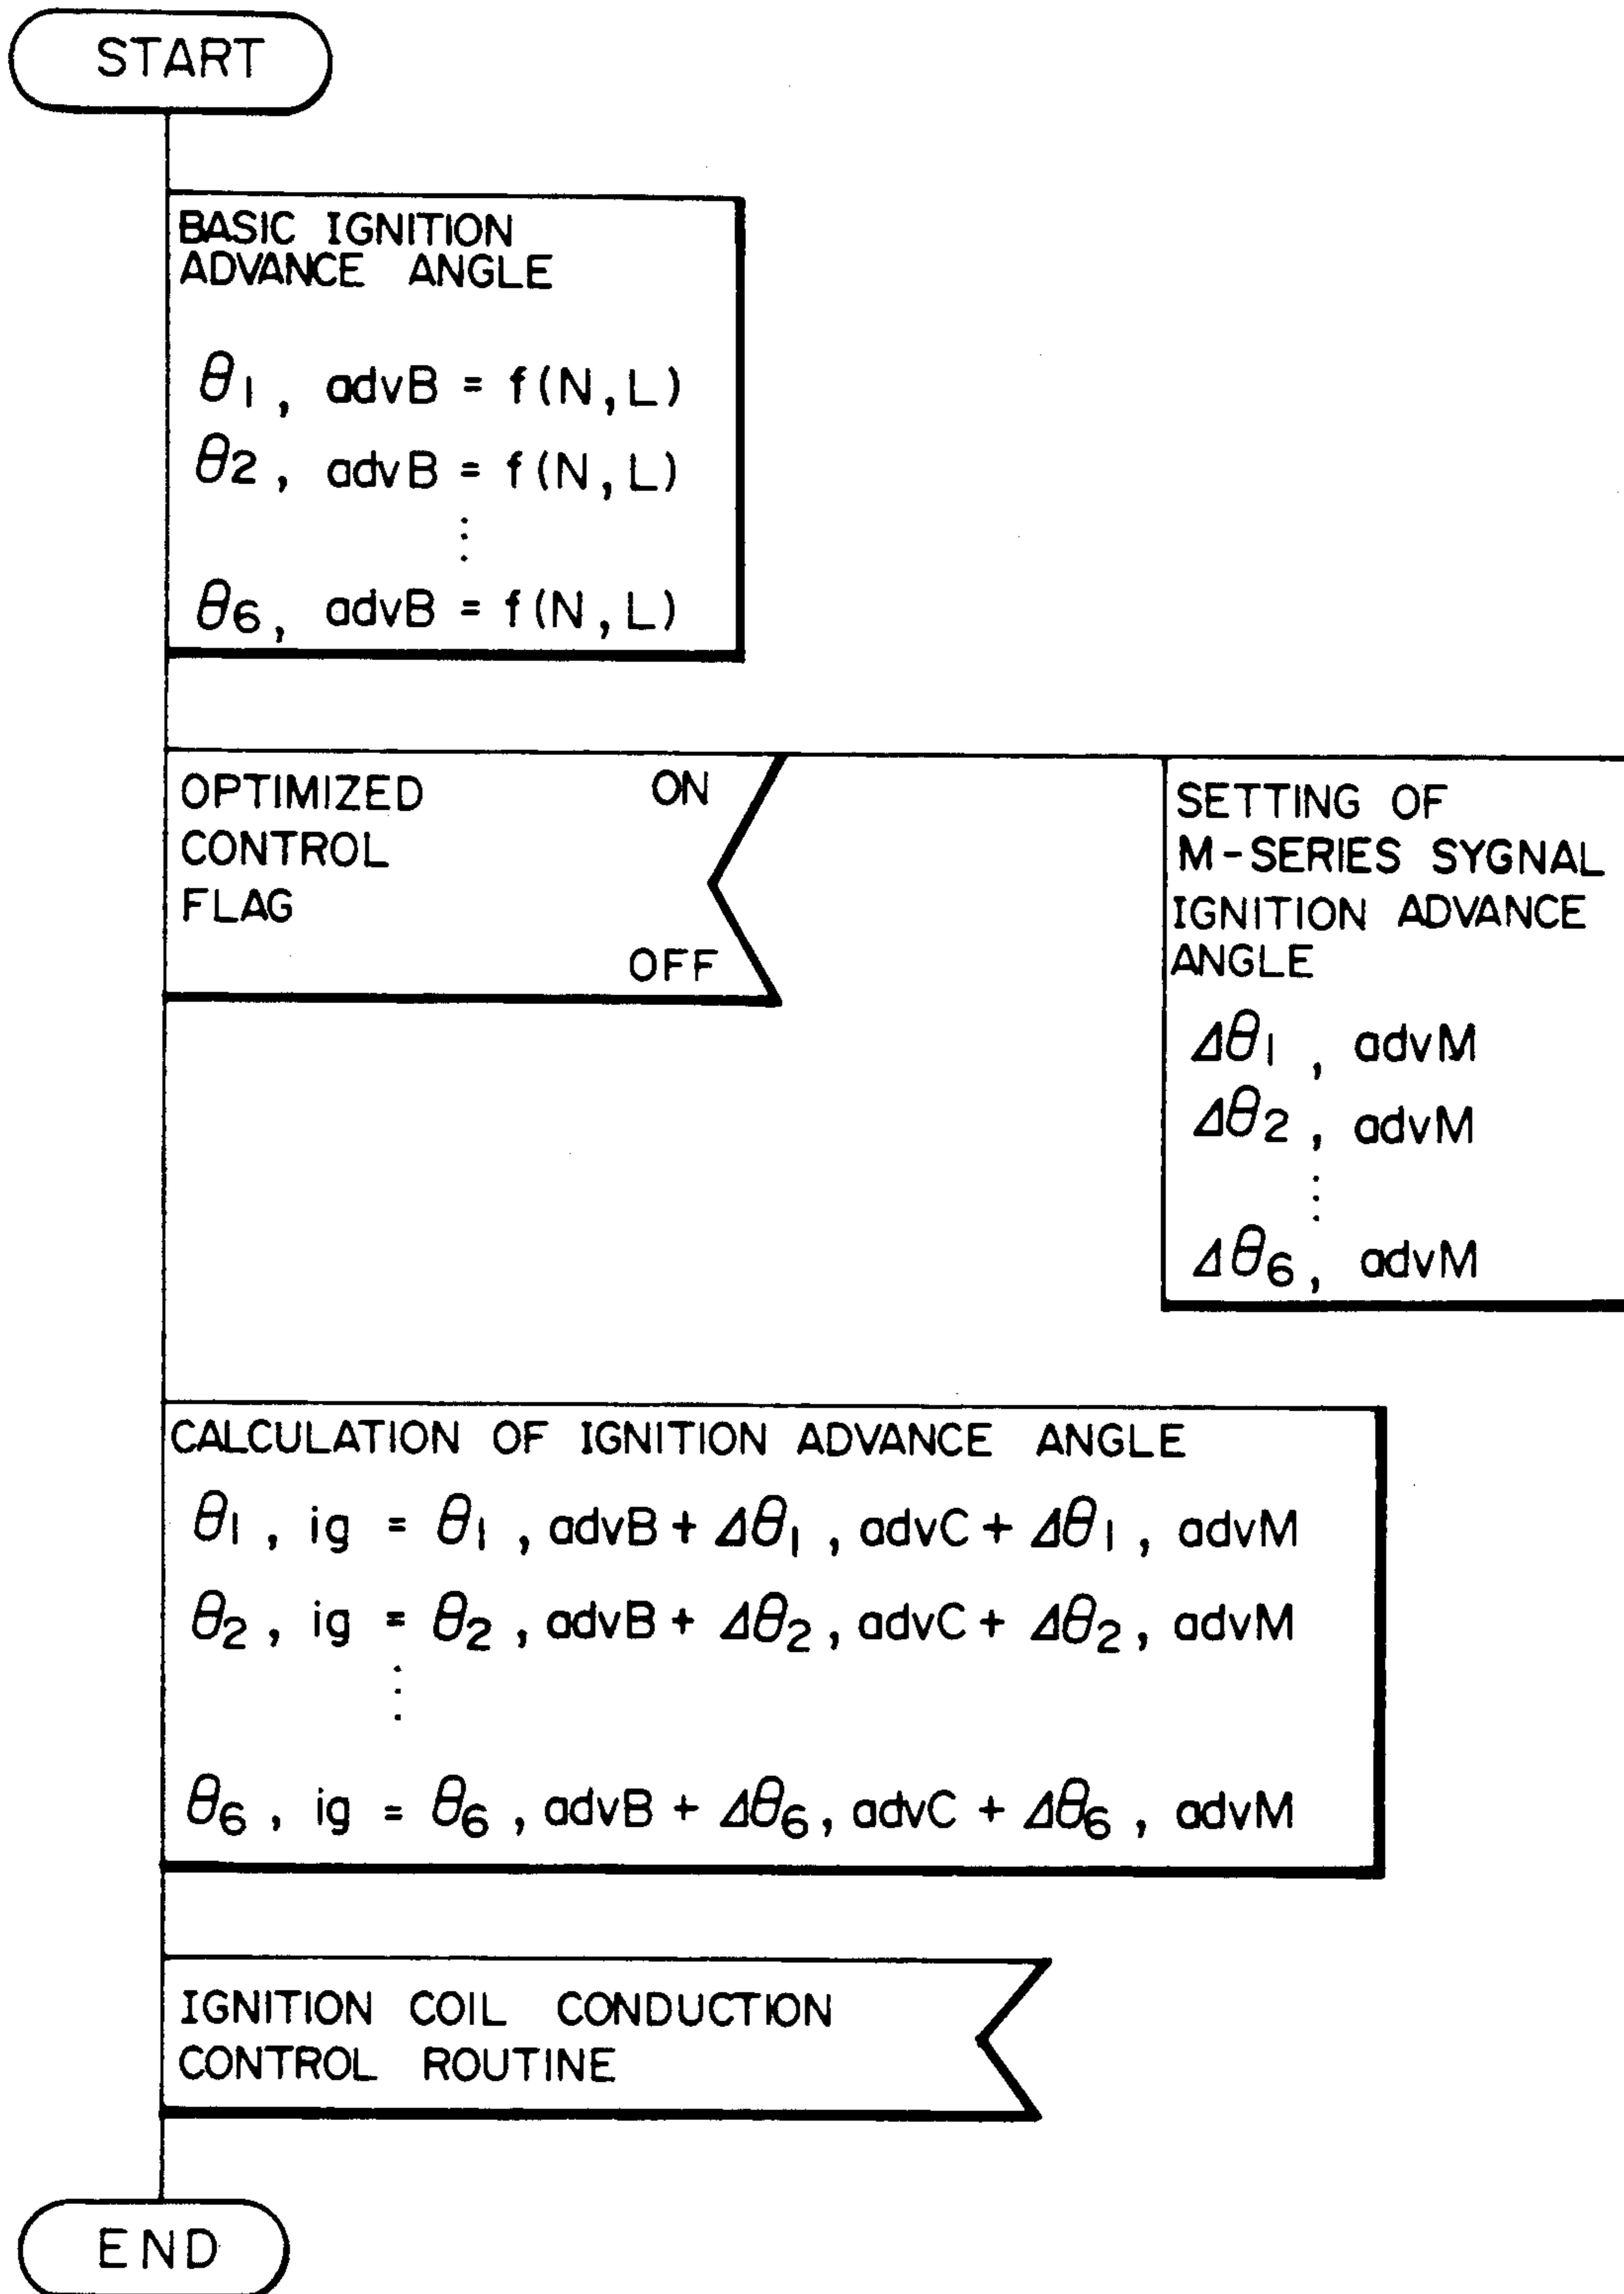 START
BASIC IGNITION
ADVANCE ANGLE
θ1, advB = f(N,L)
θ2, advB = f(N,L)
⋮
θ6, advB = f(N,L)
OPTIMIZED ON
CONTROL
FLAG
OFF
SETTING OF
M-SERIES SYGNAL
IGNITION ADVANCE
ANGLE
Δθ1, advM
Δθ2, advM
⋮
Δθ6, advM
CALCULATION OF IGNITION ADVANCE ANGLE
θ1, ig = θ1, advB + Δθ1, advC + Δθ1, advM
θ2, ig = θ2, advB + Δθ2, advC + Δθ2, advM
⋮
θ6, ig = θ6, advB + Δθ6, advC + Δθ6, advM
IGNITION COIL CONDUCTION
CONTROL ROUTINE
END